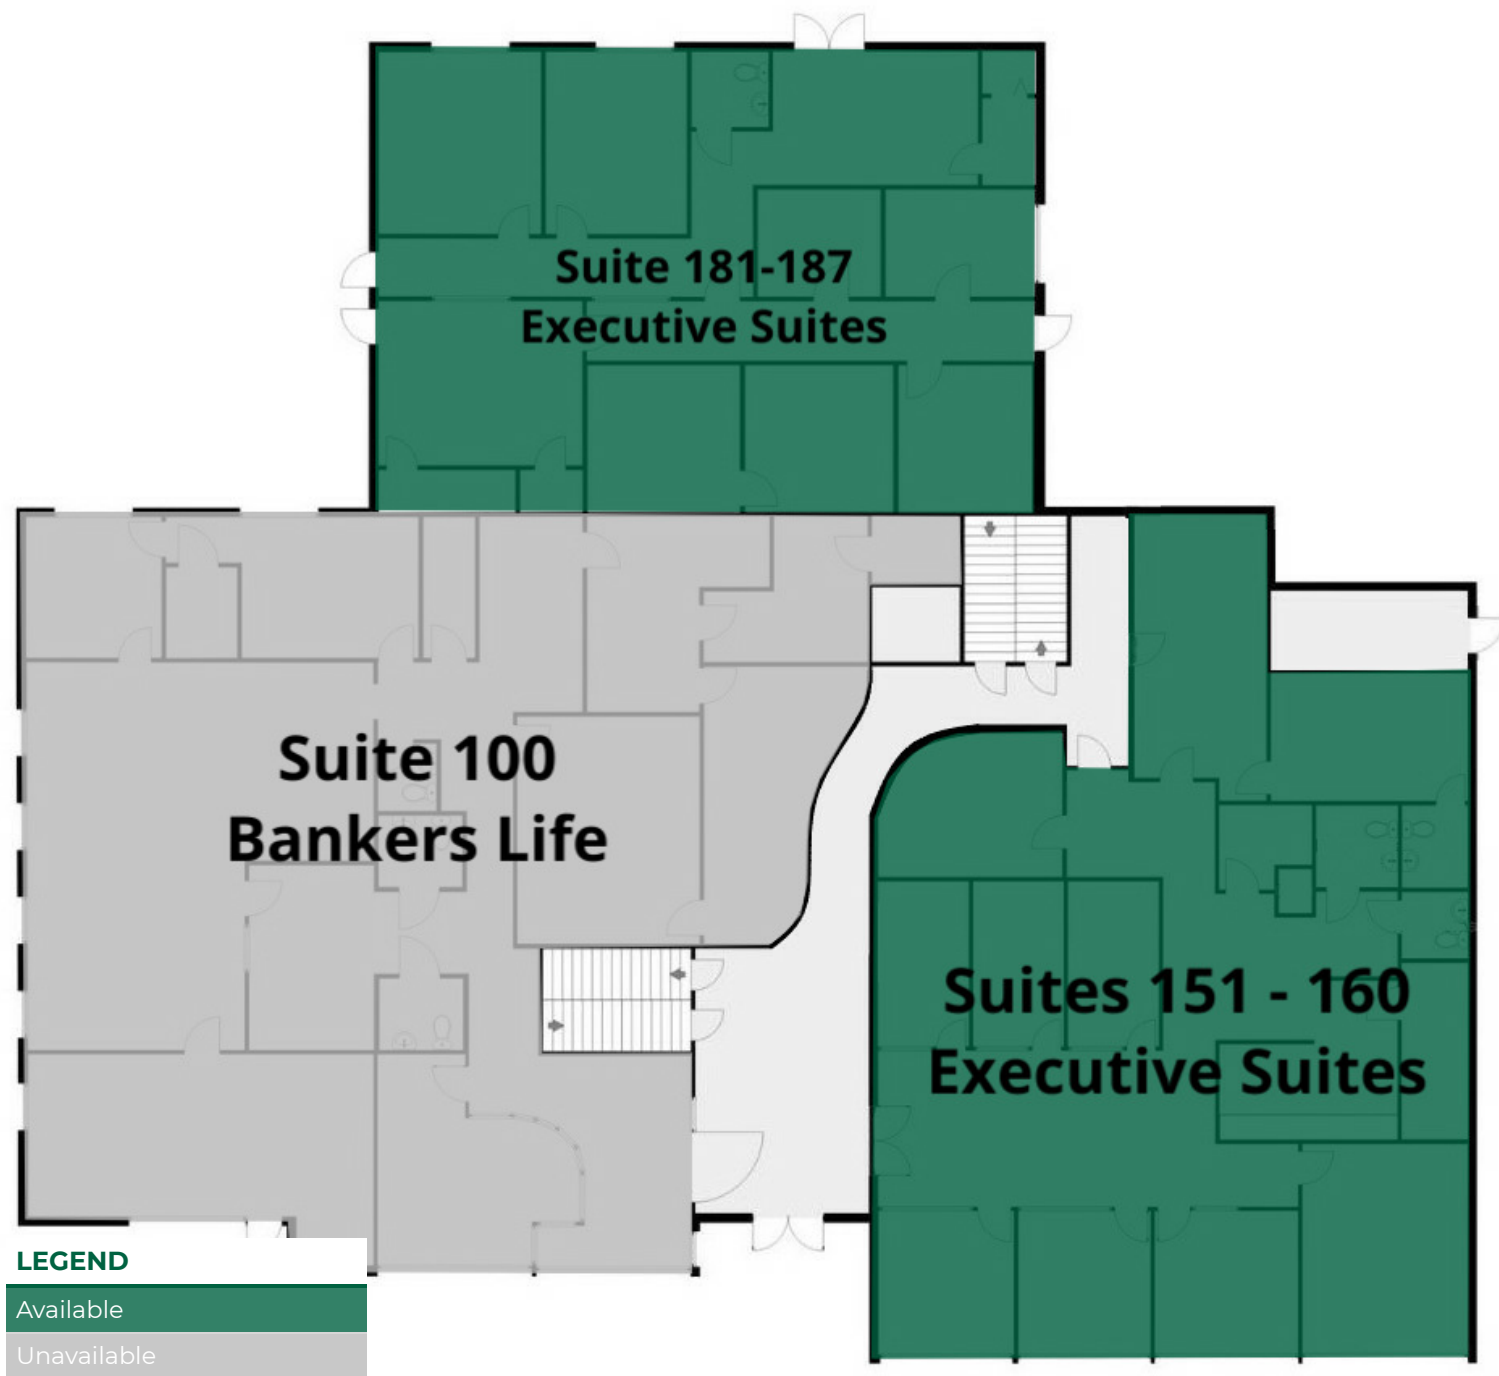 Suite 181-187
Executive Suites
Suite 100
Bankers Life
Suites 151 - 160
Executive Suites
LEGEND
Available
Unavailable